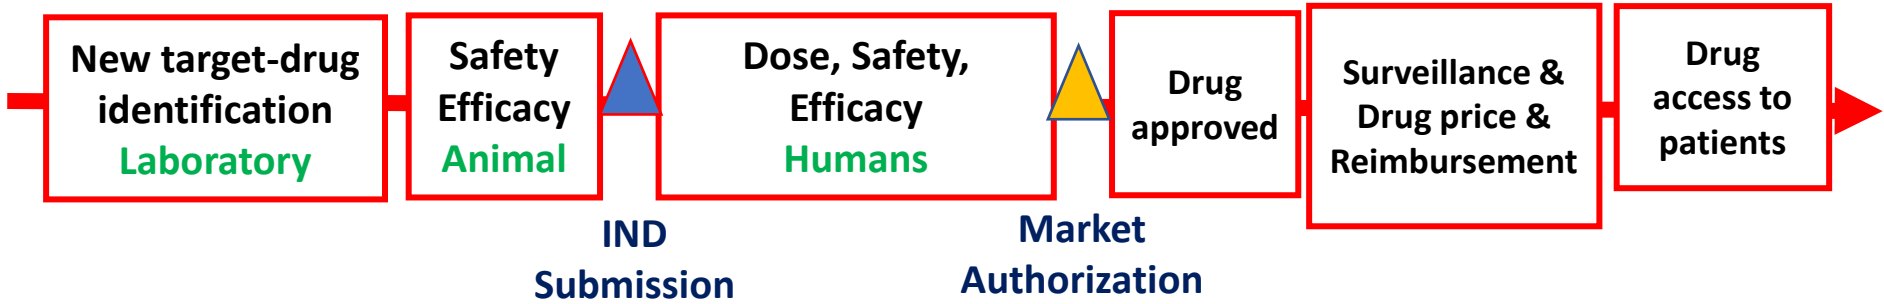 New target-drug
identification
Laboratory
Safety
Efficacy
Animal
IND
Submission
Dose, Safety,
Efficacy
Humans
Market
Authorization
Drug
approved
Surveillance &
Drug price &
Reimbursement
Drug
access to
patients